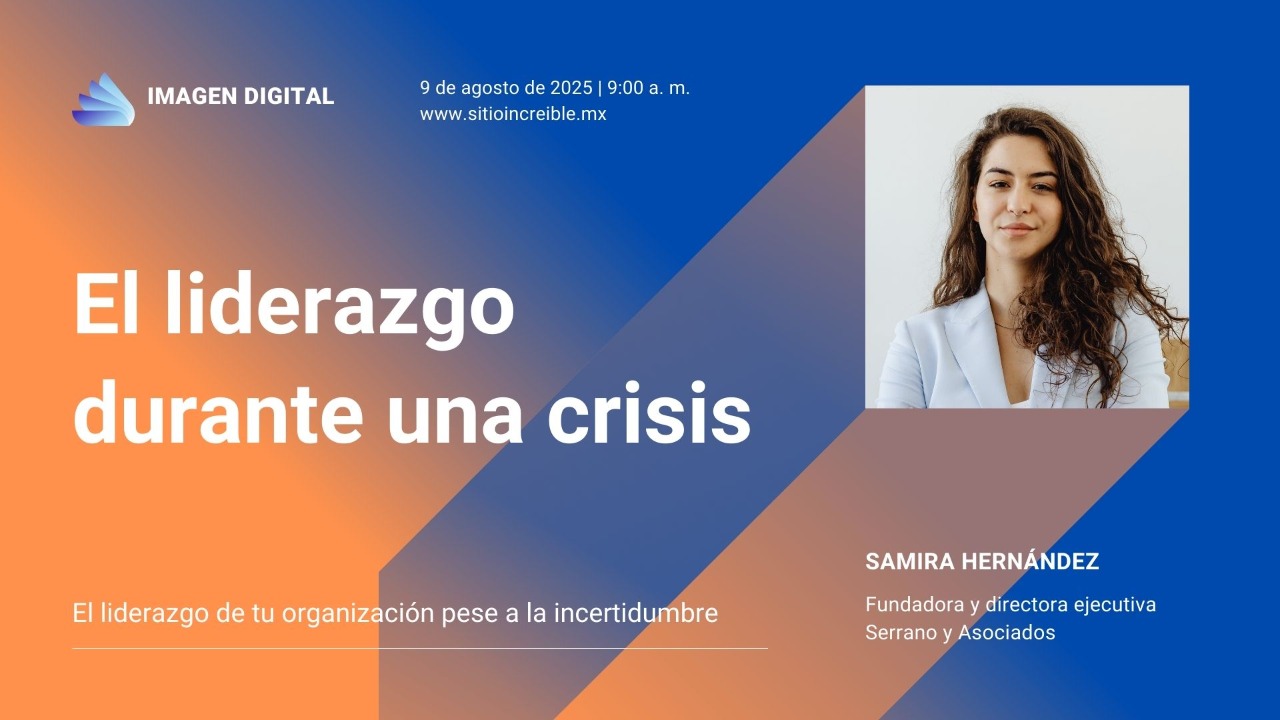 IMAGEN DIGITAL
9 de agosto de 2025 | 9:00 a. m.
www.sitioincreible.mx
El liderazgo
durante una crisis
El liderazgo de tu organización pese a la incertidumbre
SAMIRA HERNÁNDEZ
Fundadora y directora ejecutiva
Serrano y Asociados